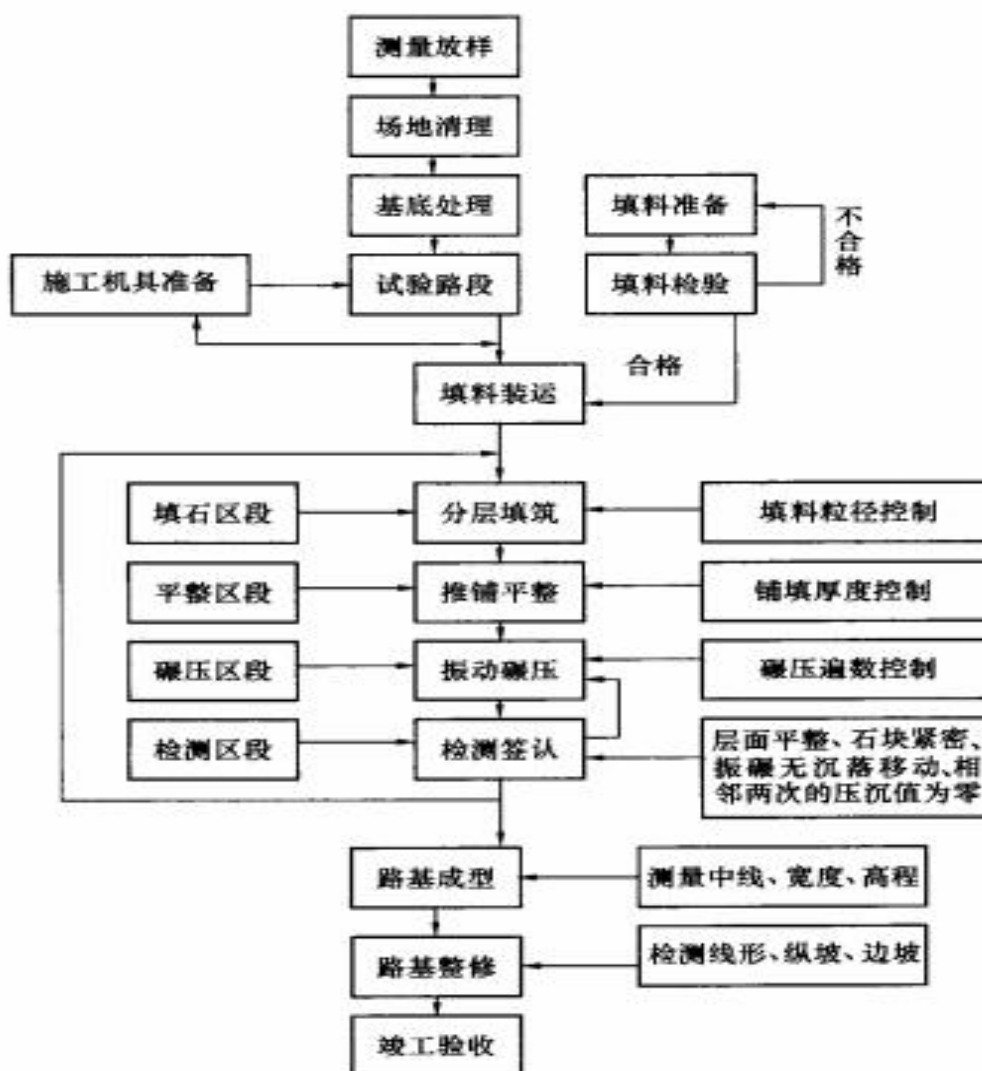 测量放样
场地清理
基底处理
填料准备
不合格
施工机具准备
试验路段
填料检验
合格
填料装运
填石区段
分层填筑
填料粒径控制
平整区段
推铺平整
铺填厚度控制
碾压区段
振动碾压
碾压遍数控制
检测区段
检测签认
层面平整、石块紧密、
振碾无沉落移动、相
邻两次的压沉值为零
路基成型
测量中线、宽度、高程
路基整修
检测线形、纵坡、边坡
竣工验收